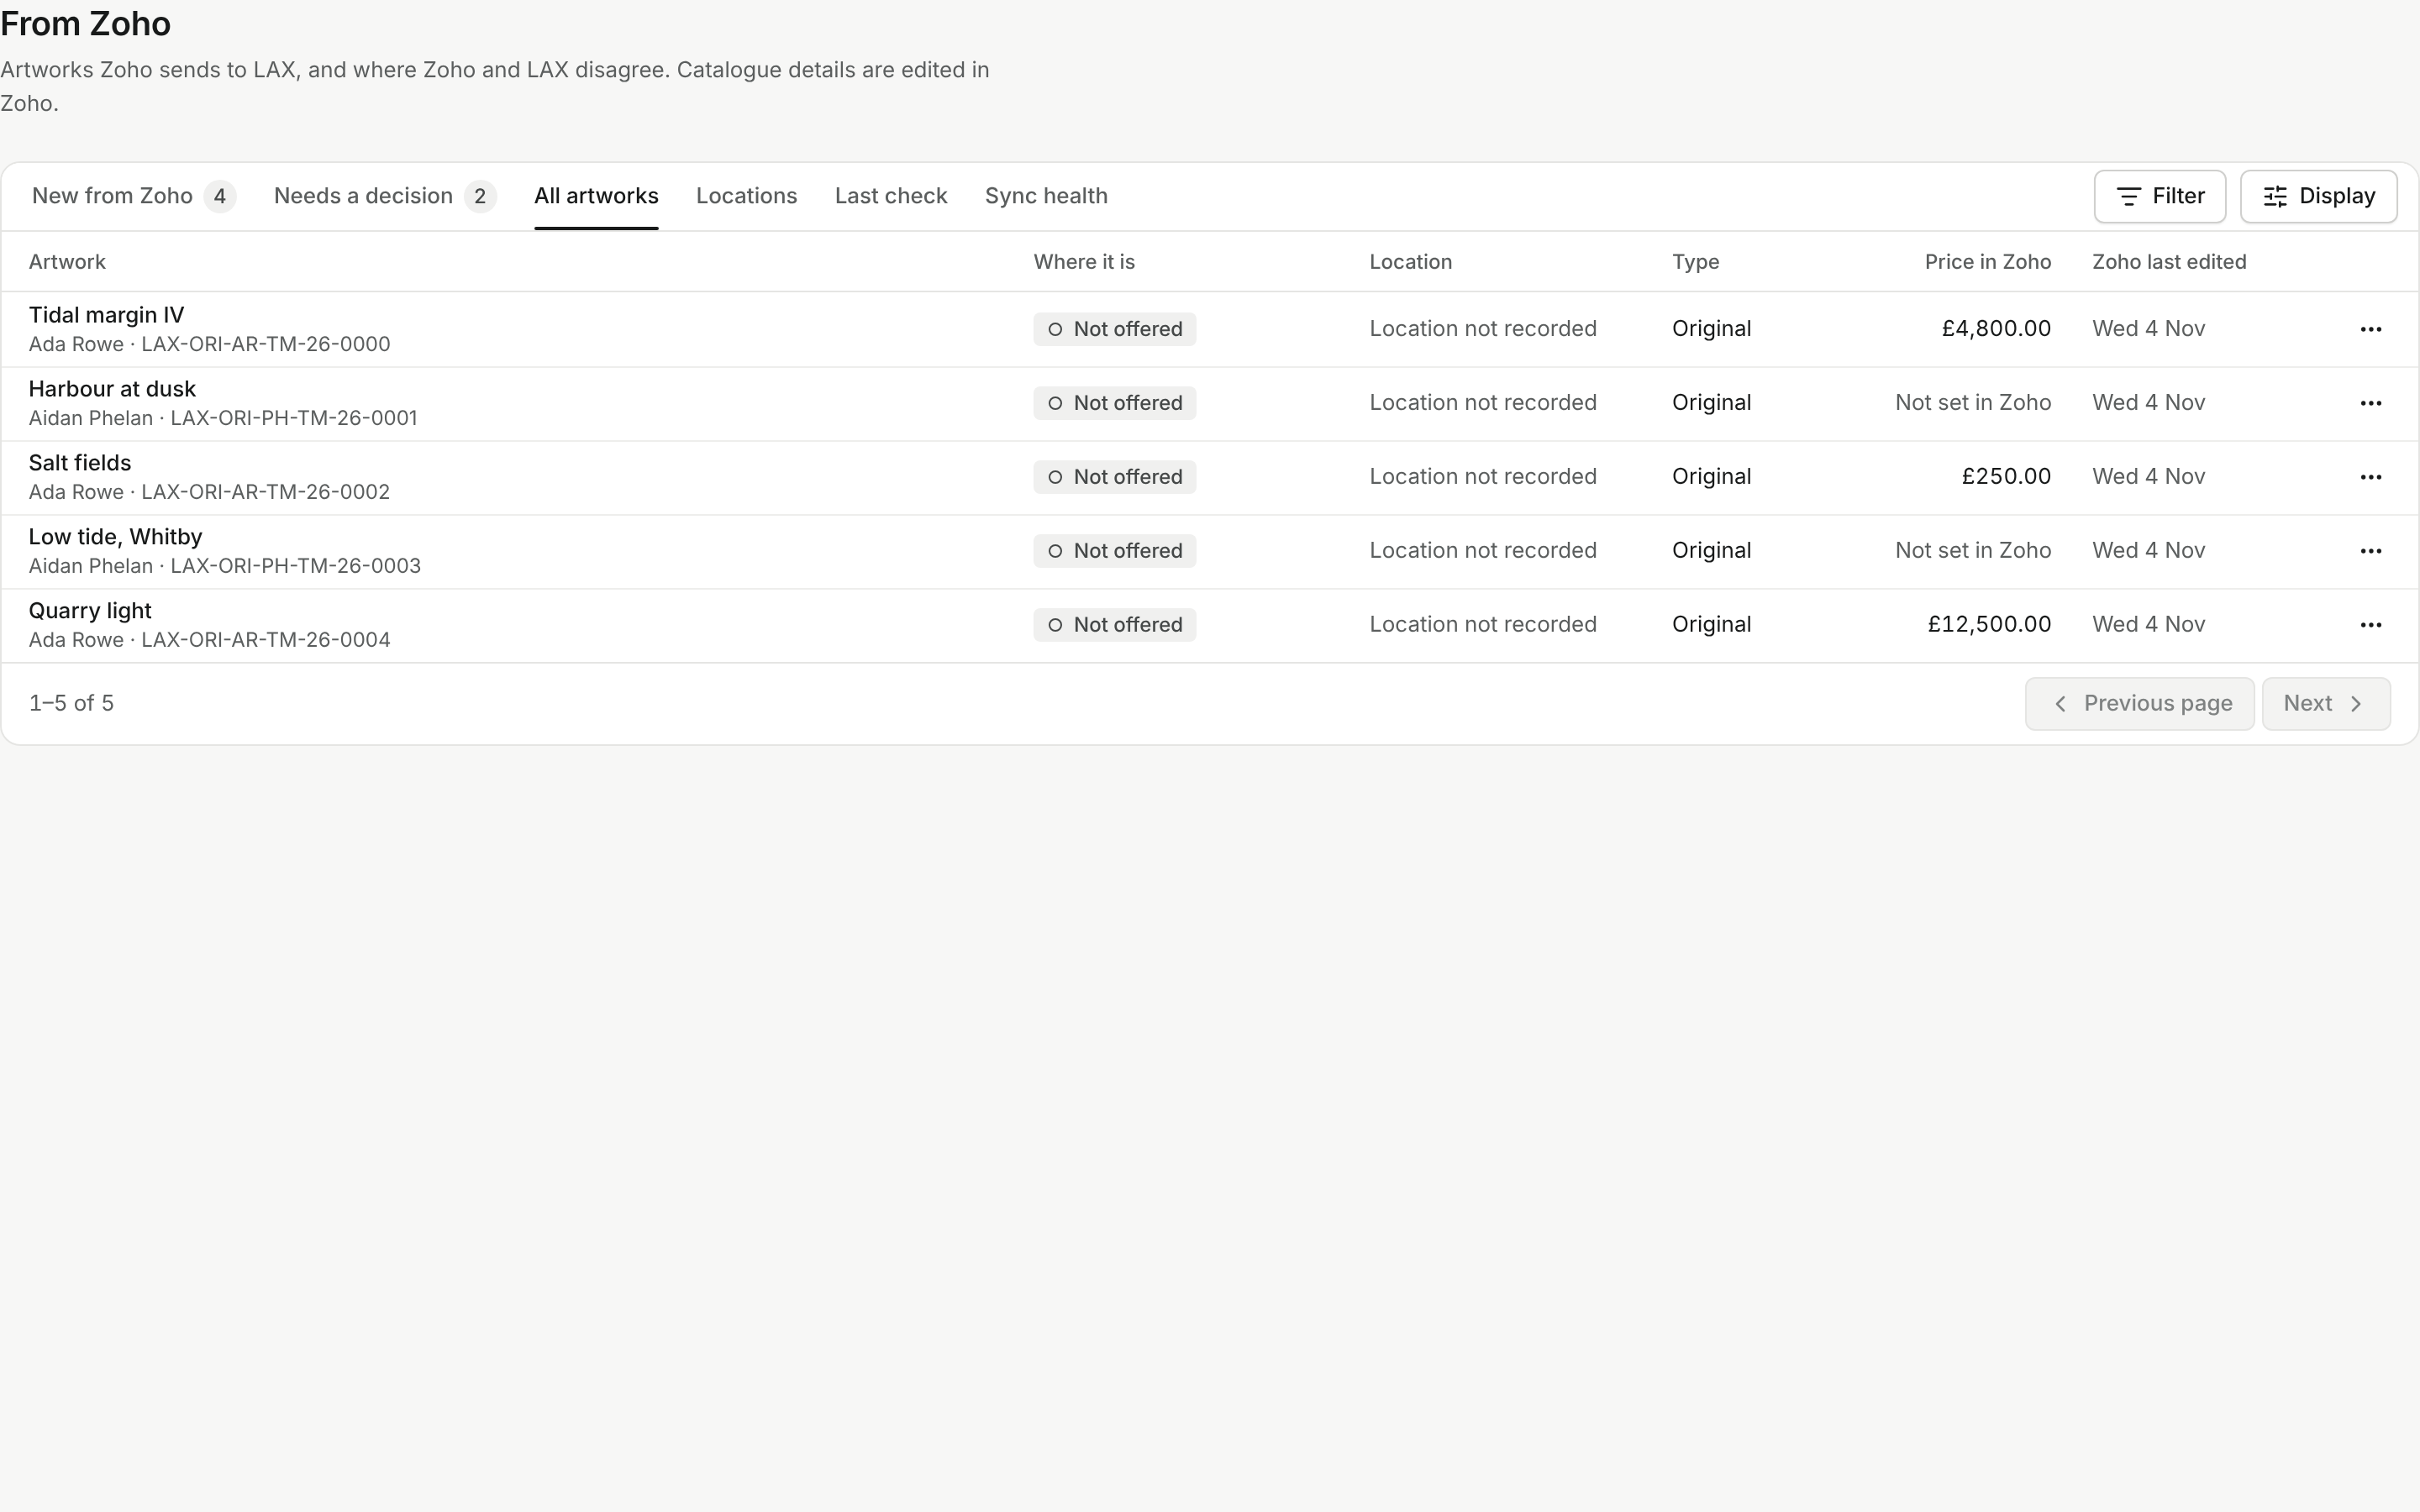 From Zoho
Artworks Zoho sends to LAX, and where Zoho and LAX disagree. Catalogue details are edited in
Zoho.
New from Zoho 4 Needs a decision 2 All artworks Locations Last check Sync health Filter Display
Artwork Where it is Location Type Price in Zoho Zoho last edited
Tidal margin IV
Ada Rowe · LAX-ORI-AR-TM-26-0000
Not offered Location not recorded Original £4,800.00 Wed 4 Nov
Harbour at dusk
Aidan Phelan · LAX-ORI-PH-TM-26-0001
Not offered Location not recorded Original Not set in Zoho Wed 4 Nov
Salt fields
Ada Rowe · LAX-ORI-AR-TM-26-0002
Not offered Location not recorded Original £250.00 Wed 4 Nov
Low tide, Whitby
Aidan Phelan · LAX-ORI-PH-TM-26-0003
Not offered Location not recorded Original Not set in Zoho Wed 4 Nov
Quarry light
Ada Rowe · LAX-ORI-AR-TM-26-0004
Not offered Location not recorded Original £12,500.00 Wed 4 Nov
1–5 of 5 Previous page Next